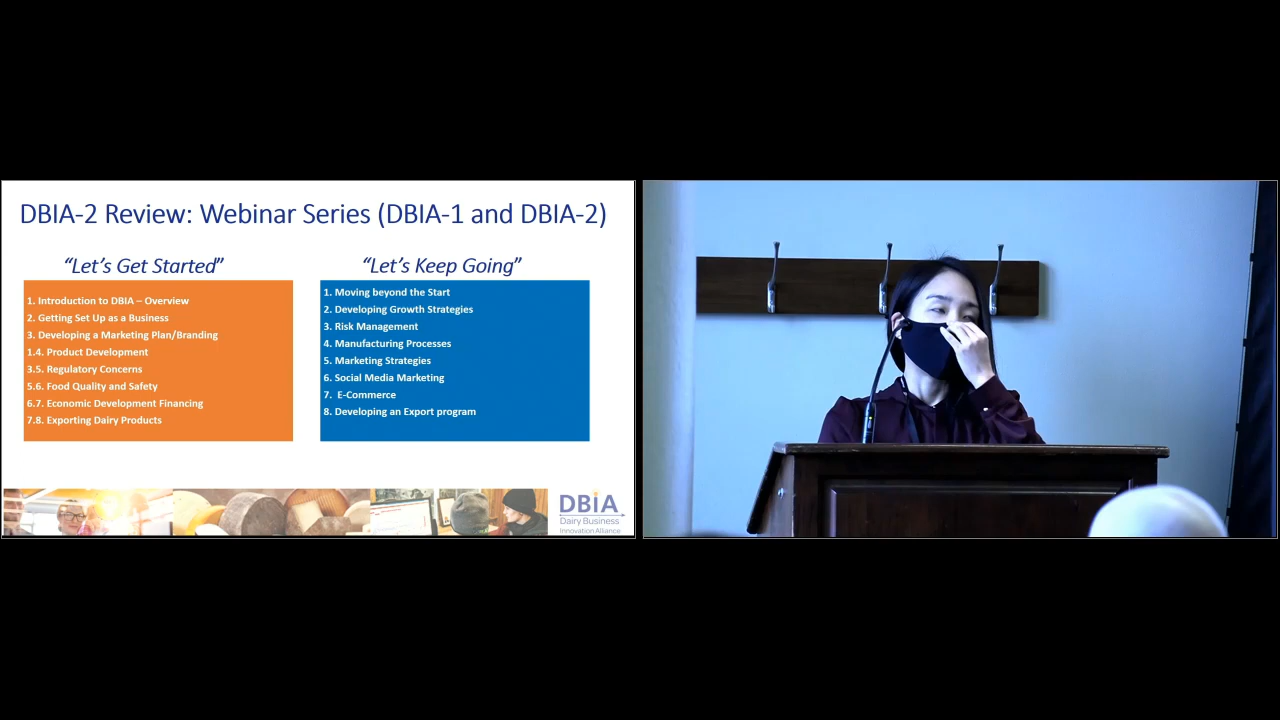 DBIA-2 Review: Webinar Series (DBIA-1 and DBIA-2)
“Let’s Get Started”
1. Introduction to DBIA – Overview
2. Getting Set Up as a Business
3. Developing a Marketing Plan/Branding
1.4. Product Development
3.5. Regulatory Concerns
5.6. Food Quality and Safety
6.7. Economic Development Financing
7.8. Exporting Dairy Products
“Let’s Keep Going”
1. Moving beyond the Start
2. Developing Growth Strategies
3. Risk Management
4. Manufacturing Processes
5. Marketing Strategies
6. Social Media Marketing
7. E-Commerce
8. Developing an Export program
DBIA
Dairy Business
Innovation Alliance